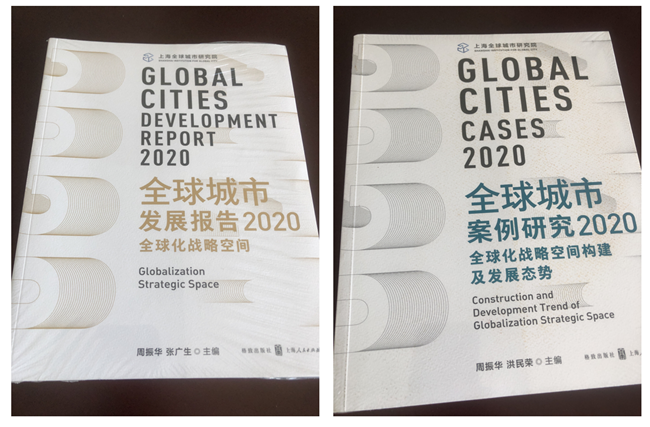 上海全球城市研究院
GLOBAL
CITIES
DEVELOPMENT
REPORT
2020
全球城市
发展报告2020
全球化战略空间
Globalization
Strategic Space
周振华 张广生 主编
格致出版社 上海人民出版社
上海全球城市研究院
GLOBAL
CITIES
CASES
2020
全球城市
案例研究2020
全球化战略空间构建
及发展态势
Construction and
Development Trend of
Globalization Strategic Space
周振华 洪民荣 主编
格致出版社 上海